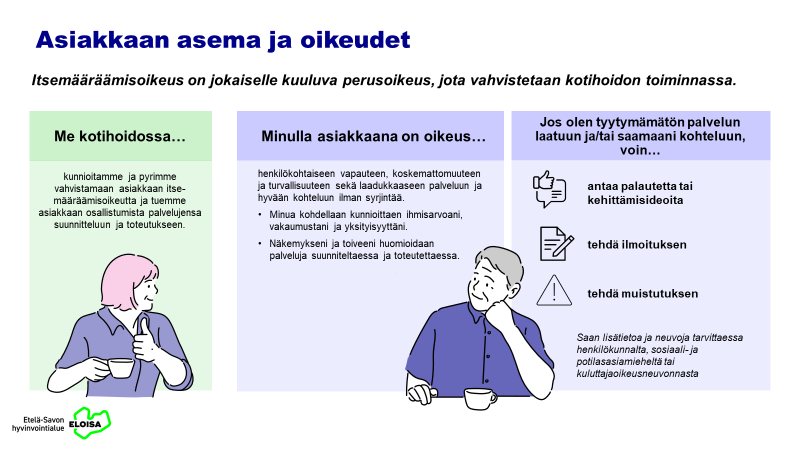 Asiakkaan asema ja oikeudet
Itsemääräämisoikeus on jokaiselle kuuluva perusoikeus, jota vahvistetaan kotihoidon toiminnassa.
Me kotihoidossa…
kunnioitamme ja pyrimme
vahvistamaan asiakkaan itse-
määräämisoikeutta ja tuemme
asiakkaan osallistumista palvelujensa
suunnitteluun ja toteutukseen.
Minulla asiakkaana on oikeus…
henkilökohtaiseen vapauteen, koskemattomuuteen
ja turvallisuuteen sekä laadukkaaseen palveluun ja
hyvään kohteluun ilman syrjintää.
• Minua kohdellaan kunnioittaen ihmisarvoani,
vakaumustani ja yksityisyyttäni.
• Näkemykseni ja toiveeni huomioidaan
palveluja suunniteltaessa ja toteutettaessa.
Jos olen tyytymämätön palvelun
laatuun ja/tai saamaani kohteluun,
voin…
antaa palautetta tai
kehittämisideoita
tehdä ilmoituksen
tehdä muistutuksen
Saan lisätietoa ja neuvoja tarvittaessa
henkilökunnalta, sosiaali- ja
potilasasiamieheltä tai
kuluttajaoikeusneuvonnasta
Etelä-Savon
hyvinvointialue
ELOISA